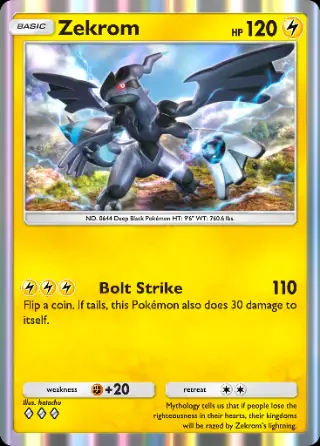 BASIC Zekrom HP 120
NO. 0644 Deep Black Pokémon HT: 9'6" WT: 760.6 lbs.
Bolt Strike 110
Flip a coin. If tails, this Pokémon also does 30 damage to
itself.
weakness +20 retreat
Illus. hatachu
Mythology tells us that if people lose the
righteousness in their hearts, their kingdoms
will be razed by Zekrom's lightning.